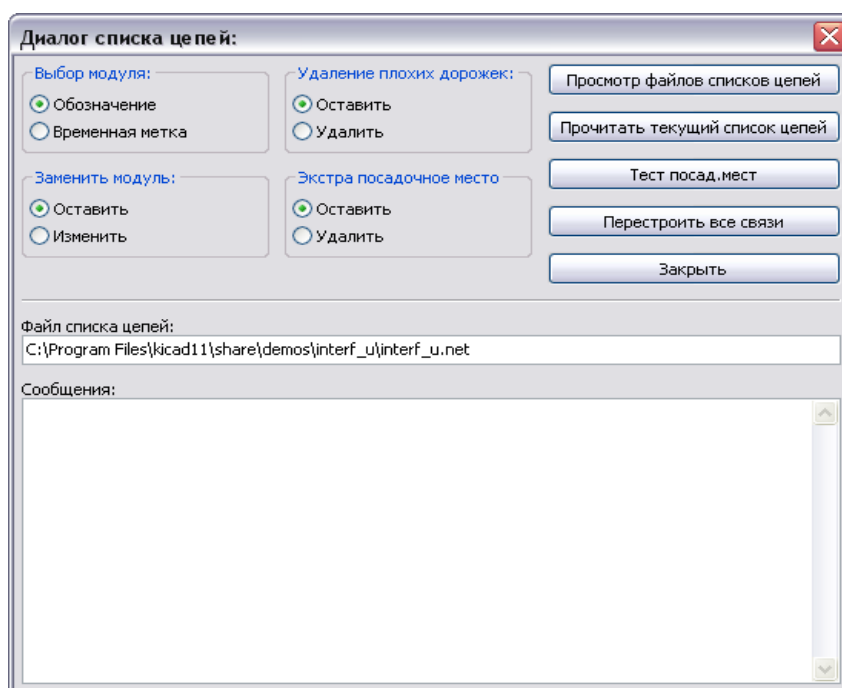 Диалог списка цепей:
Выбор модуля:
Обозначение
Временная метка
Удаление плохих дорожек:
Оставить
Удалить
Заменить модуль:
Оставить
Изменить
Экстра посадочное место
Оставить
Удалить
Просмотр файлов списков цепей
Прочитать текущий список цепей
Тест посад.мест
Перестроить все связи
Закрыть
Файл списка цепей:
C:\Program Files\kicad11\share\demos\interf_u\interf_u.net
Сообщения: